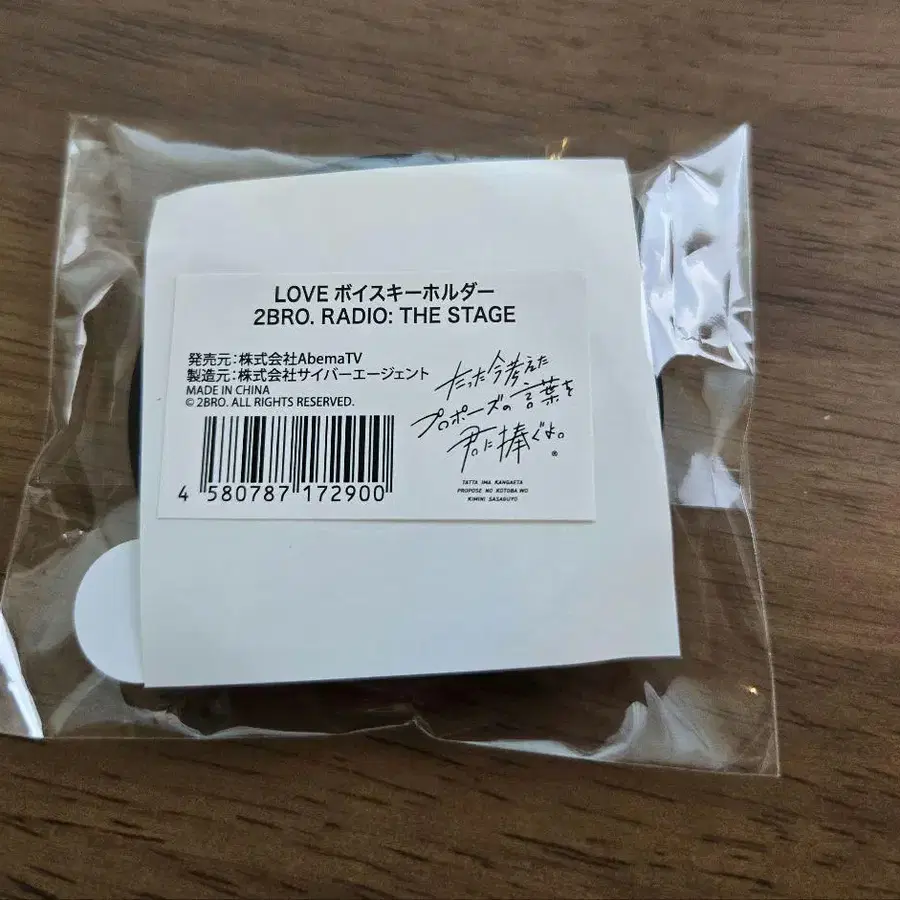 LOVE ボイスキーホルダー
2BRO. RADIO: THE STAGE
発売元:株式会社AbemaTV
製造元:株式会社サイバーエージェント
MADE IN CHINA
© 2BRO. ALL RIGHTS RESERVED.
4 580787 172900
たった今考えた
プロポーズの言葉を
君に捧ぐよ。
®
TATTA IMA KANGAETA
PROPOSE NO KOTOBA WO
KIMINI SASAGUYO